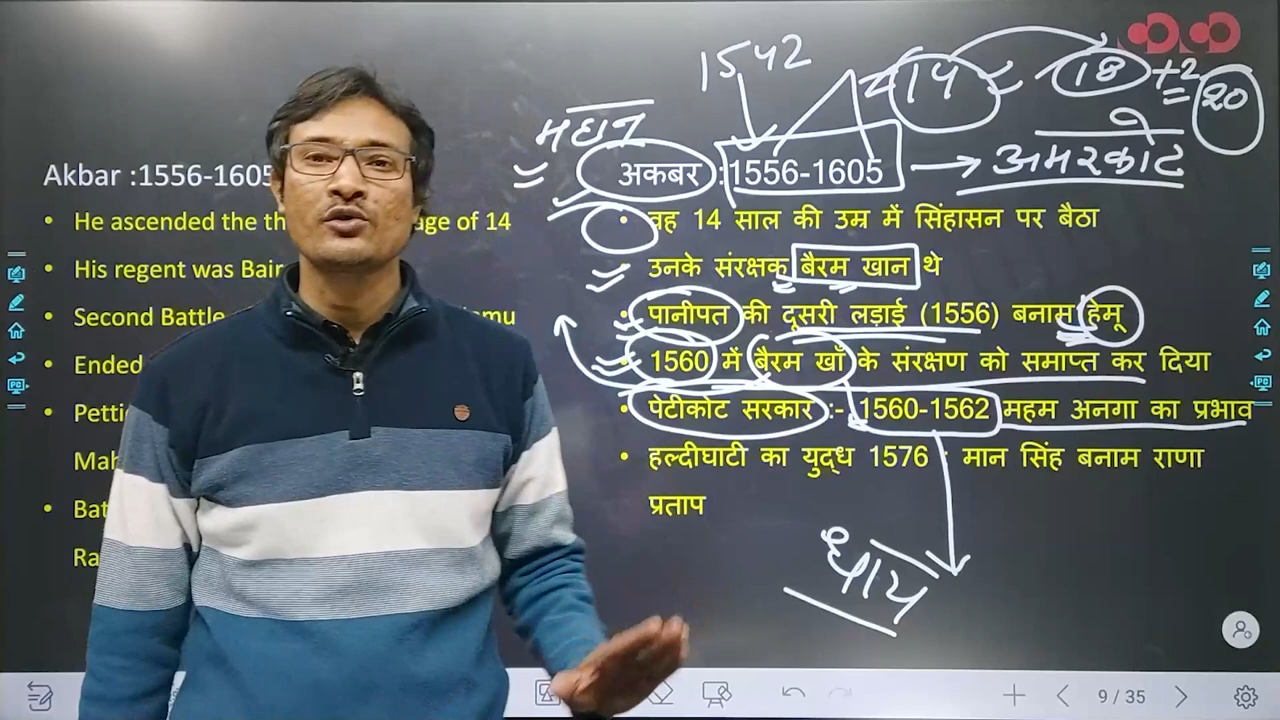 1542
14
18 +2
= 20
महान
Akbar :1556-1605
अकबर :1556-1605 → अमरकोट
He ascended the th age of 14
वह 14 साल की उम्र में सिंहासन पर बैठा
His regent was Bair
उनके संरक्षक बैरम खान थे
Second Battle mu
पानीपत की दूसरी लड़ाई (1556) बनाम हेमू
Ended
1560 में बैरम खाँ के संरक्षण को समाप्त कर दिया
Pettic
पेटीकोट सरकार :- 1560-1562 महम अनगा का प्रभाव
Mah
हल्दीघाटी का युद्ध 1576 : मान सिंह बनाम राणा
Bat
प्रताप
Ra
धाय
9 / 35